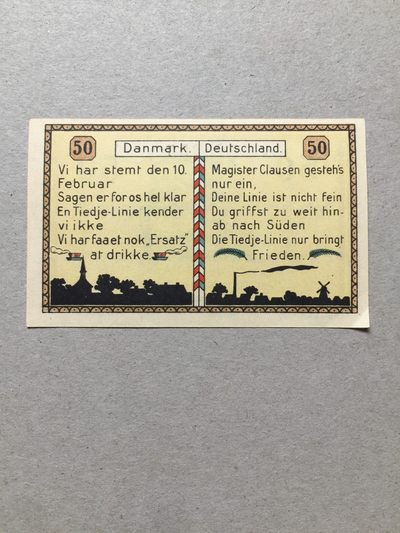 50
Danmark.
Vi har stemt den 10.
Februar
Sagen er for os hel klar
En Tiedje-Linie kender
vi ikke
Vi har faaet nok „Ersatz"
at drikke.
Deutschland.
50
Magister Clausen gesteh's
nur ein,
Deine Linie ist nicht fein
Du griffst zu weit hin-
ab nach Süden
Die Tiedje-Linie nur bringt
Frieden.